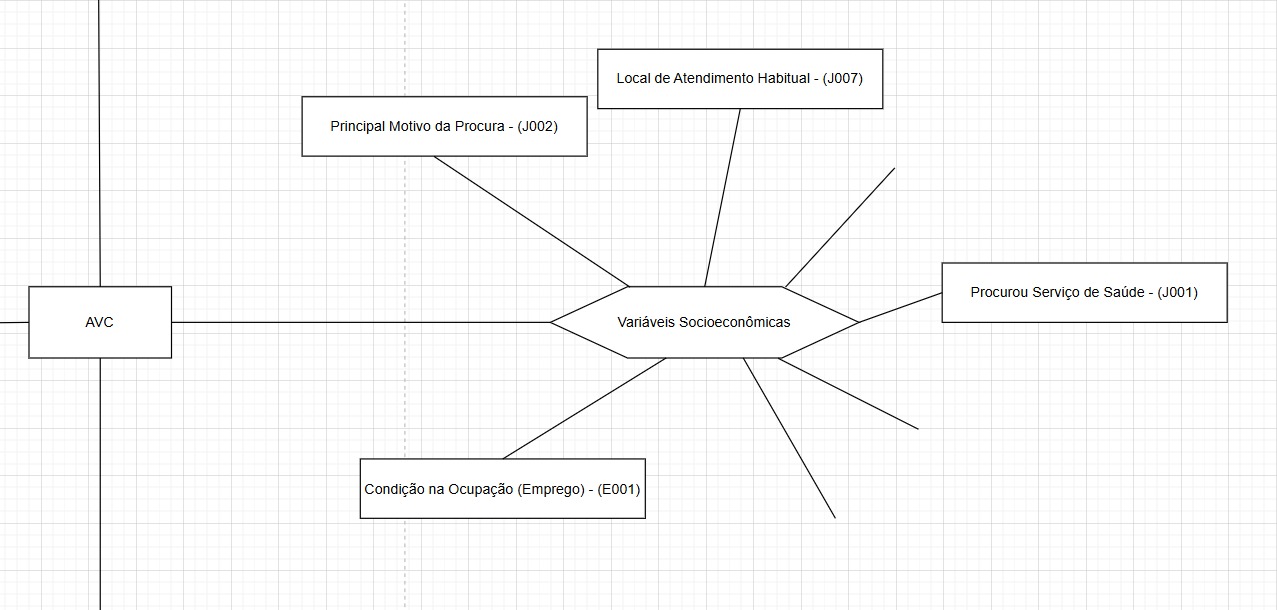 Local de Atendimento Habitual - (J007)
Principal Motivo da Procura - (J002)
Procurou Serviço de Saúde - (J001)
AVC
Variáveis Socioeconômicas
Condição na Ocupação (Emprego) - (E001)